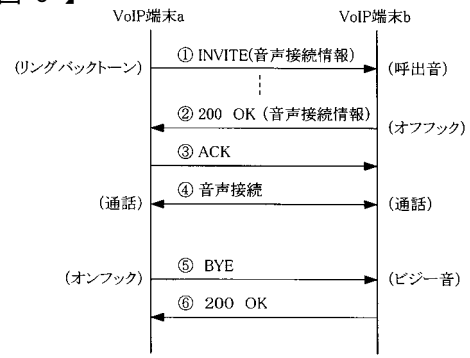 VoIP端末a VoIP端末b
(リングバックトーン) ① INVITE(音声接続情報) (呼出音)
② 200 OK (音声接続情報) (オフフック)
③ ACK
(通話) ④ 音声接続 (通話)
(オンフック) ⑤ BYE (ビジー音)
⑥ 200 OK